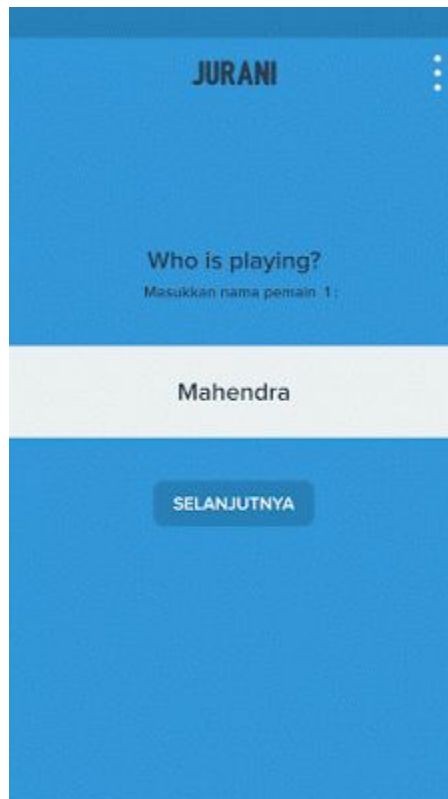 JURANI
Who is playing?
Masukkan nama pemain 1 :
Mahendra
SELANJUTNYA